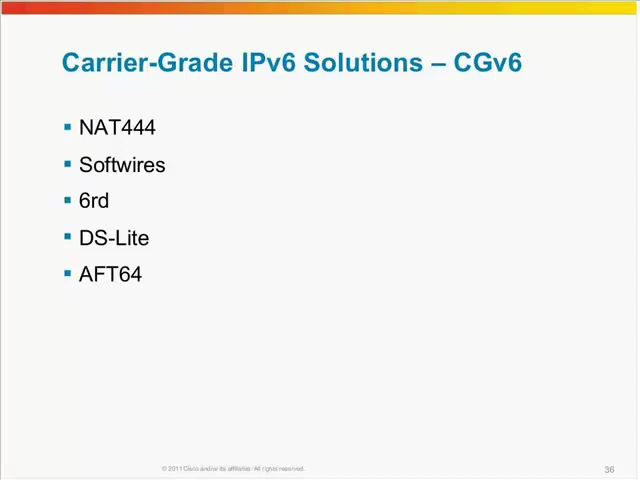 Carrier-Grade IPv6 Solutions – CGv6
▪ NAT444
▪ Softwires
▪ 6rd
▪ DS-Lite
▪ AFT64
© 2011 Cisco and/or its affiliates. All rights reserved.
36